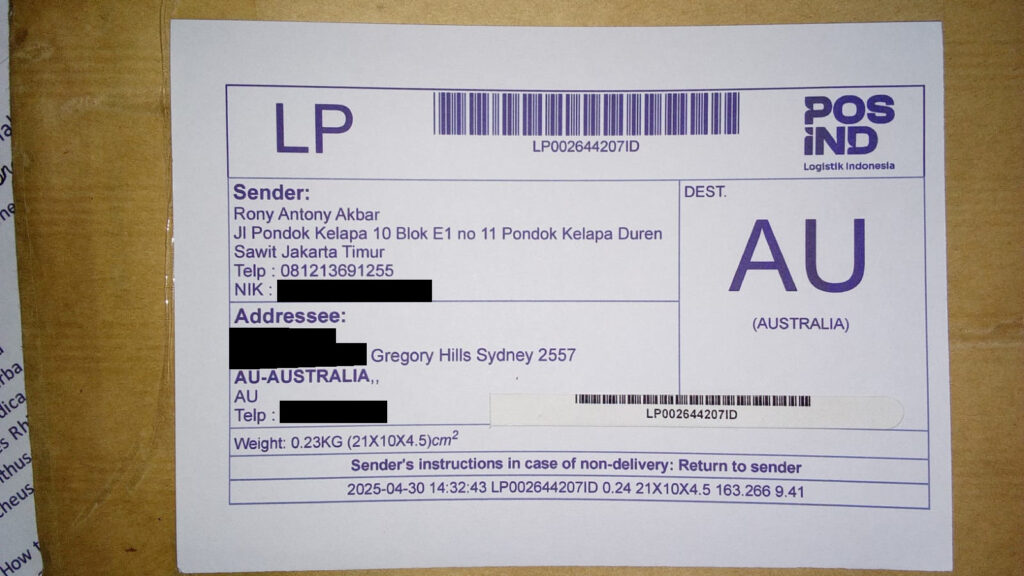 LP
LP002644207ID
POS
IND
Logistik Indonesia
Sender:
Rony Antony Akbar
Jl Pondok Kelapa 10 Blok E1 no 11 Pondok Kelapa Duren
Sawit Jakarta Timur
Telp : 081213691255
NIK :
DEST.
AU
(AUSTRALIA)
Addressee:
Gregory Hills Sydney 2557
AU-AUSTRALIA,,
AU
Telp :
LP002644207ID
Weight: 0.23KG (21X10X4.5)cm²
Sender's instructions in case of non-delivery: Return to sender
2025-04-30 14:32:43 LP002644207ID 0.24 21X10X4.5 163.266 9.41
How